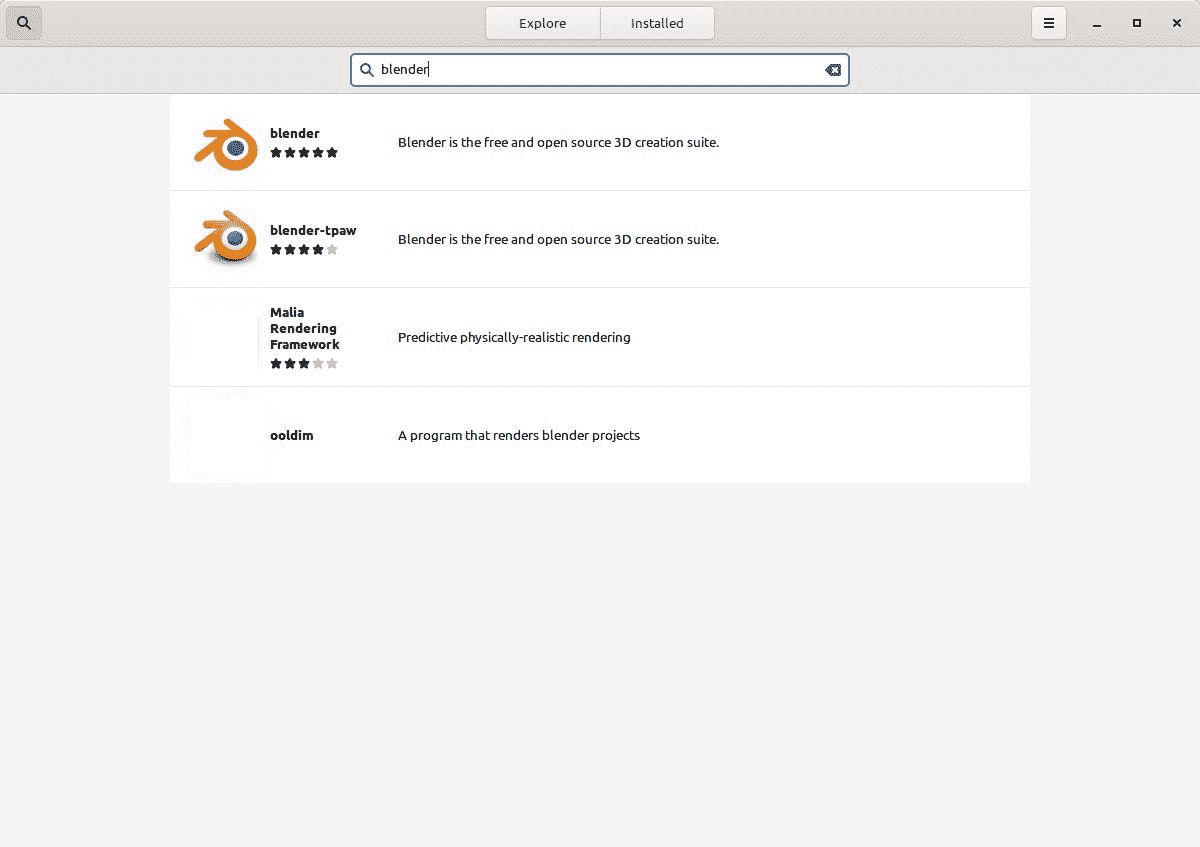 Explore Installed
blender
blender
Blender is the free and open source 3D creation suite.
blender-tpaw
Blender is the free and open source 3D creation suite.
Malia
Rendering
Framework
Predictive physically-realistic rendering
ooldim
A program that renders blender projects